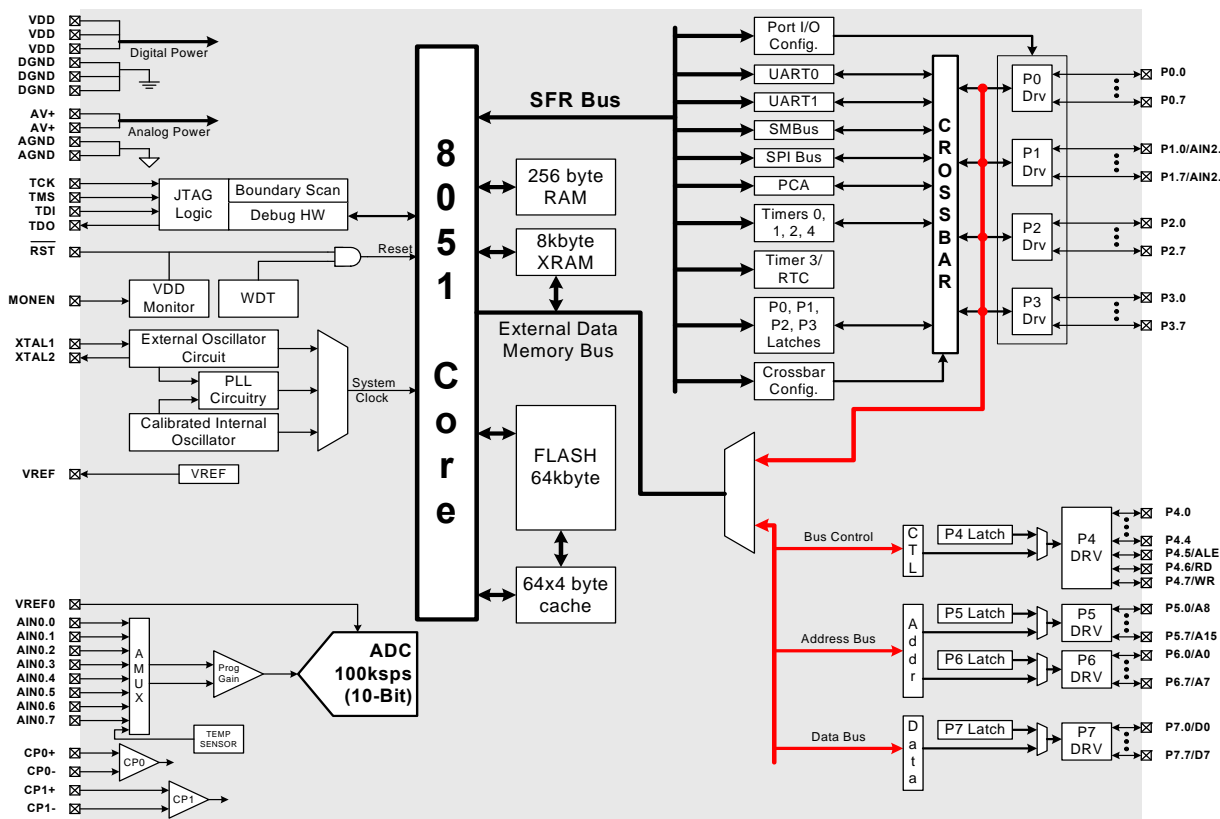 VDD
VDD
VDD
Digital Power
DGND
DGND
DGND
AV+
AV+
Analog Power
AGND
AGND
TCK
TMS
TDI
TDO
JTAG
Logic
Boundary Scan
Debug HW
RST
Reset
MONEN
VDD
Monitor
WDT
XTAL1
XTAL2
External Oscillator
Circuit
PLL
Circuitry
Calibrated Internal
Oscillator
System
Clock
VREF
VREF
VREF0
AIN0.0
AIN0.1
AIN0.2
AIN0.3
AIN0.4
AIN0.5
AIN0.6
AIN0.7
AMUX
Prog
Gain
ADC
100ksps
(10-Bit)
TEMP
SENSOR
CP0+
CP0-
CP0
CP1+
CP1-
CP1
8051 Core
SFR Bus
256 byte
RAM
8kbyte
XRAM
External Data
Memory Bus
FLASH
64kbyte
64x4 byte
cache
Port I/O
Config.
UART0
UART1
SMBus
SPI Bus
PCA
Timers 0,
1, 2, 4
Timer 3/
RTC
P0, P1,
P2, P3
Latches
Crossbar
Config.
CROSSBAR
P0
Drv
P1
Drv
P2
Drv
P3
Drv
P0.0
P0.7
P1.0/AIN2.
P1.7/AIN2.
P2.0
P2.7
P3.0
P3.7
Bus Control
CTL
P4 Latch
P4
DRV
P4.0
P4.4
P4.5/ALE
P4.6/RD
P4.7/WR
Address Bus
Addr
P5 Latch
P5
DRV
P5.0/A8
P5.7/A15
P6 Latch
P6
DRV
P6.0/A0
P6.7/A7
Data Bus
Data
P7 Latch
P7
DRV
P7.0/D0
P7.7/D7